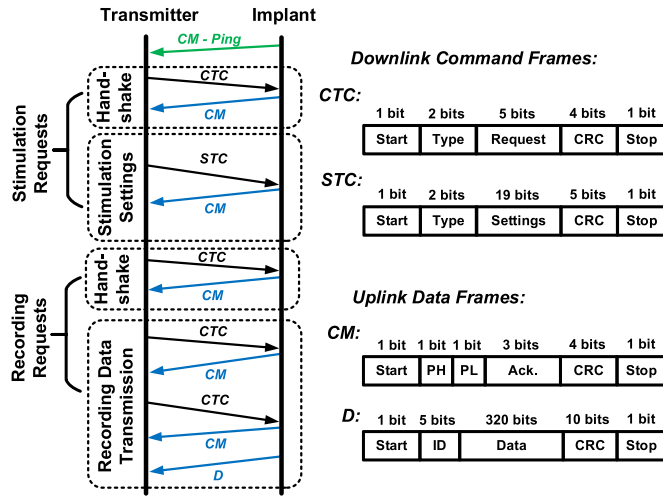 Transmitter Implant
CM - Ping
Stimulation
Requests
Hand-
shake
CTC
CM
Stimulation
Settings
STC
CM
Recording
Requests
Hand-
shake
CTC
CM
Recording Data
Transmission
CTC
CM
CTC
CM
D
Downlink Command Frames:
CTC:
1 bit 2 bits 5 bits 4 bits 1 bit
Start Type Request CRC Stop
STC:
1 bit 2 bits 19 bits 5 bits 1 bit
Start Type Settings CRC Stop
Uplink Data Frames:
CM:
1 bit 1 bit 1 bit 3 bits 4 bits 1 bit
Start PH PL Ack. CRC Stop
D:
1 bit 5 bits 320 bits 10 bits 1 bit
Start ID Data CRC Stop